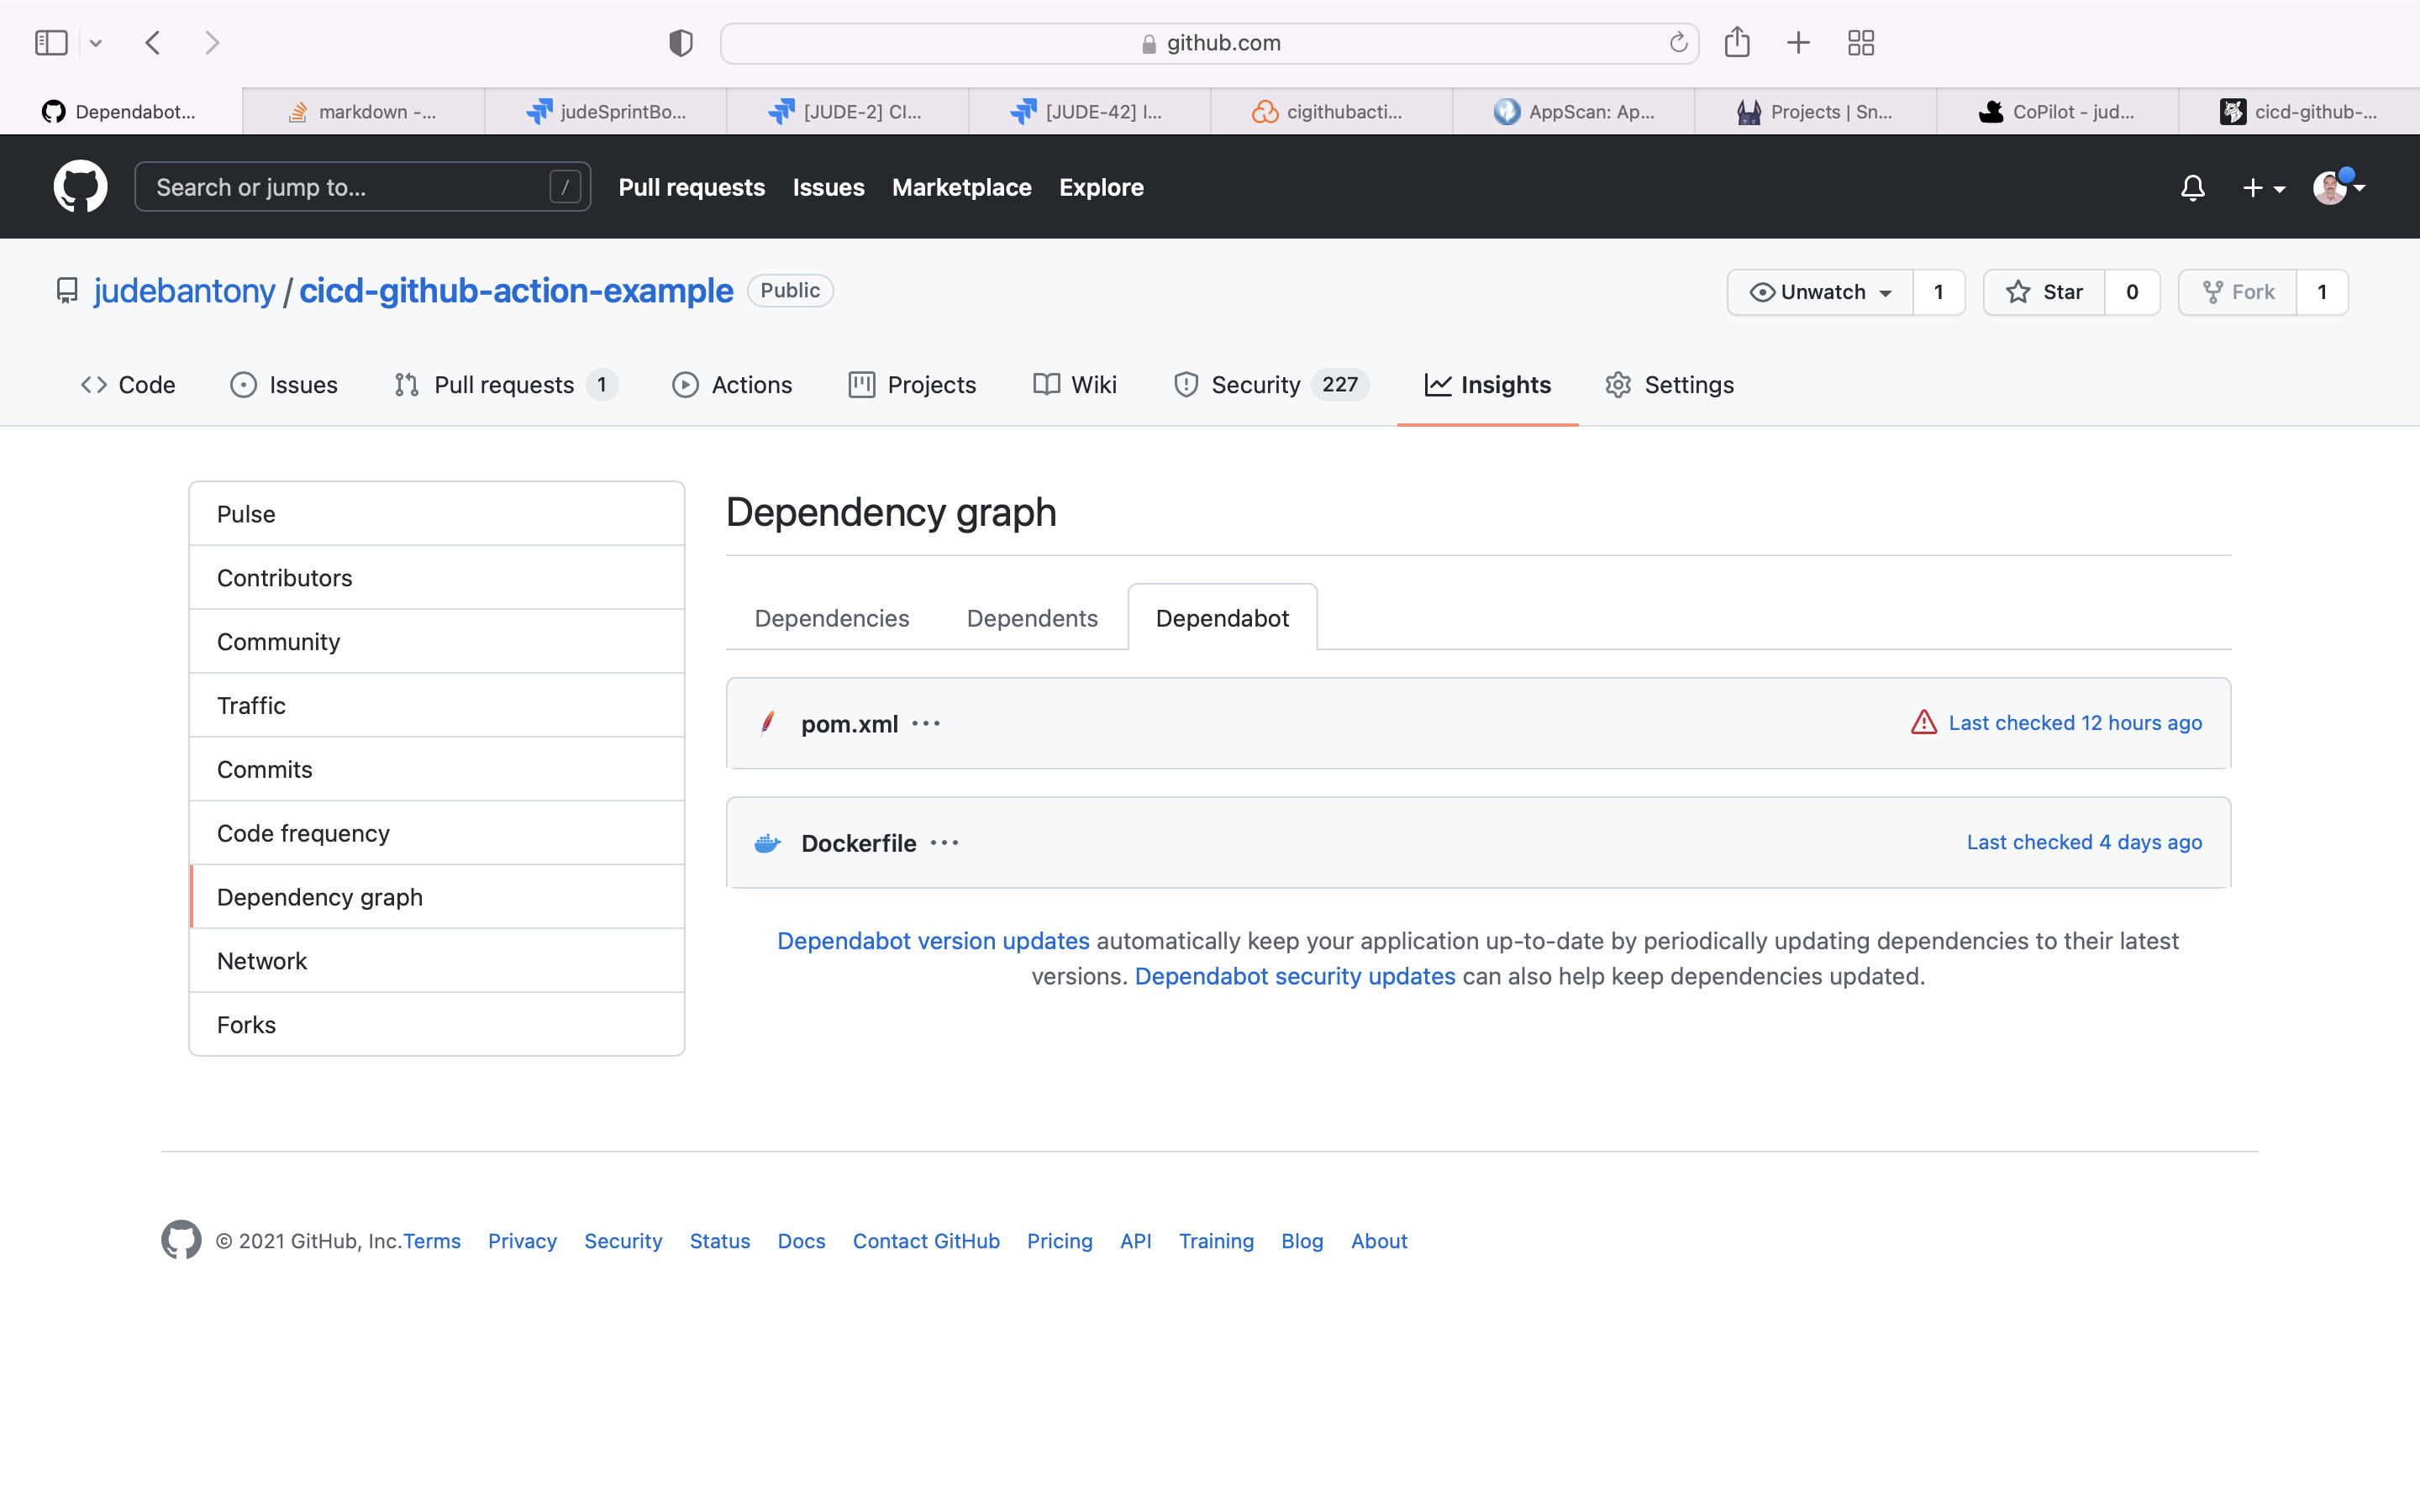 github.com
Dependabot...
markdown -...
judeSprintBo...
[JUDE-2] CI...
[JUDE-42] I...
cigithubacti...
AppScan: Ap...
Projects | Sn...
CoPilot - jud...
cicd-github-...
Search or jump to... /
Pull requests
Issues
Marketplace
Explore
judebantony / cicd-github-action-example Public
Unwatch 1
Star 0
Fork 1
Code
Issues
Pull requests 1
Actions
Projects
Wiki
Security 227
Insights
Settings
Pulse
Contributors
Community
Traffic
Commits
Code frequency
Dependency graph
Network
Forks
Dependency graph
Dependencies
Dependents
Dependabot
pom.xml ... Last checked 12 hours ago
Dockerfile ... Last checked 4 days ago
Dependabot version updates automatically keep your application up-to-date by periodically updating dependencies to their latest
versions. Dependabot security updates can also help keep dependencies updated.
© 2021 GitHub, Inc.
Terms
Privacy
Security
Status
Docs
Contact GitHub
Pricing
API
Training
Blog
About